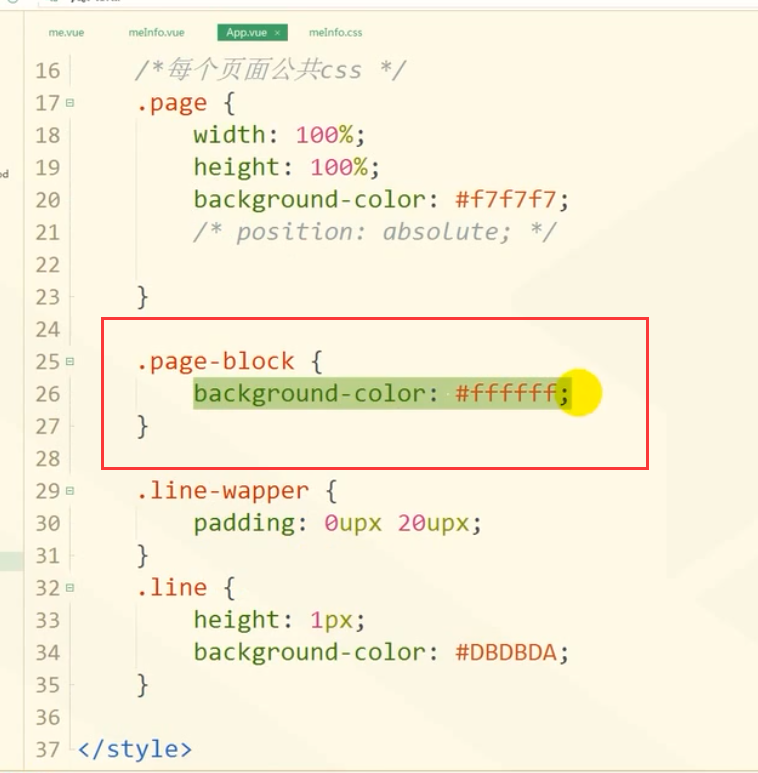 me.vue meInfo.vue App.vue × meInfo.css
16 /*每个页面公共css */
17 .page {
18 width: 100%;
19 height: 100%;
20 background-color: #f7f7f7;
21 /* position: absolute; */
22
23 }
24
25 .page-block {
26 background-color: #ffffff;
27 }
28
29 .line-wapper {
30 padding: 0upx 20upx;
31 }
32 .line {
33 height: 1px;
34 background-color: #DBDBDA;
35 }
36
37 </style>